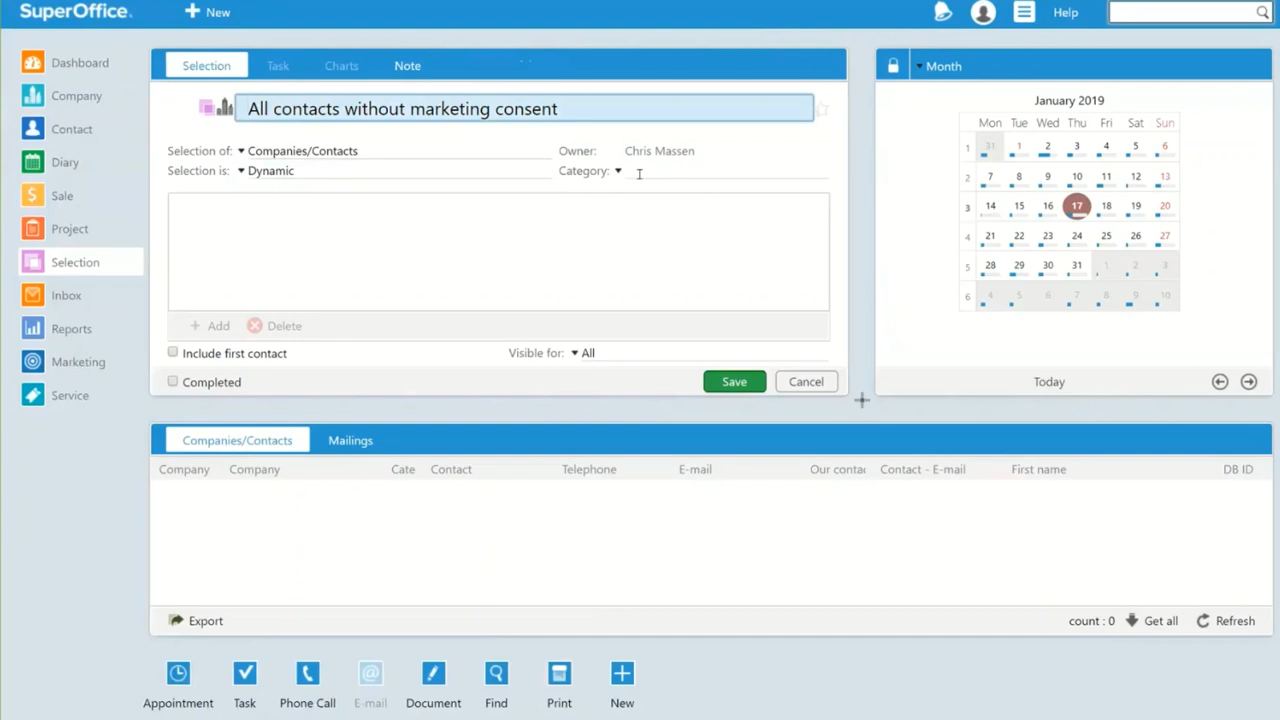 SuperOffice.
New
Help
Dashboard
Company
Contact
Diary
Sale
Project
Selection
Inbox
Reports
Marketing
Service
Selection Task Charts Note
All contacts without marketing consent
Selection of: Companies/Contacts
Owner: Chris Massen
Selection is: Dynamic
Category:
Add Delete
Include first contact
Visible for: All
Completed
Save Cancel
Month
January 2019
Mon Tue Wed Thu Fri Sat Sun
1 31 1 2 3 4 5 6
2 7 8 9 10 11 12 13
3 14 15 16 17 18 19 20
4 21 22 23 24 25 26 27
5 28 29 30 31 1 2 3
6 4 5 6 7 8 9 10
Today
Companies/Contacts Mailings
Company Company Cate Contact Telephone E-mail Our contac Contact - E-mail First name DB ID
Export
count : 0 Get all Refresh
Appointment Task Phone Call E-mail Document Find Print New